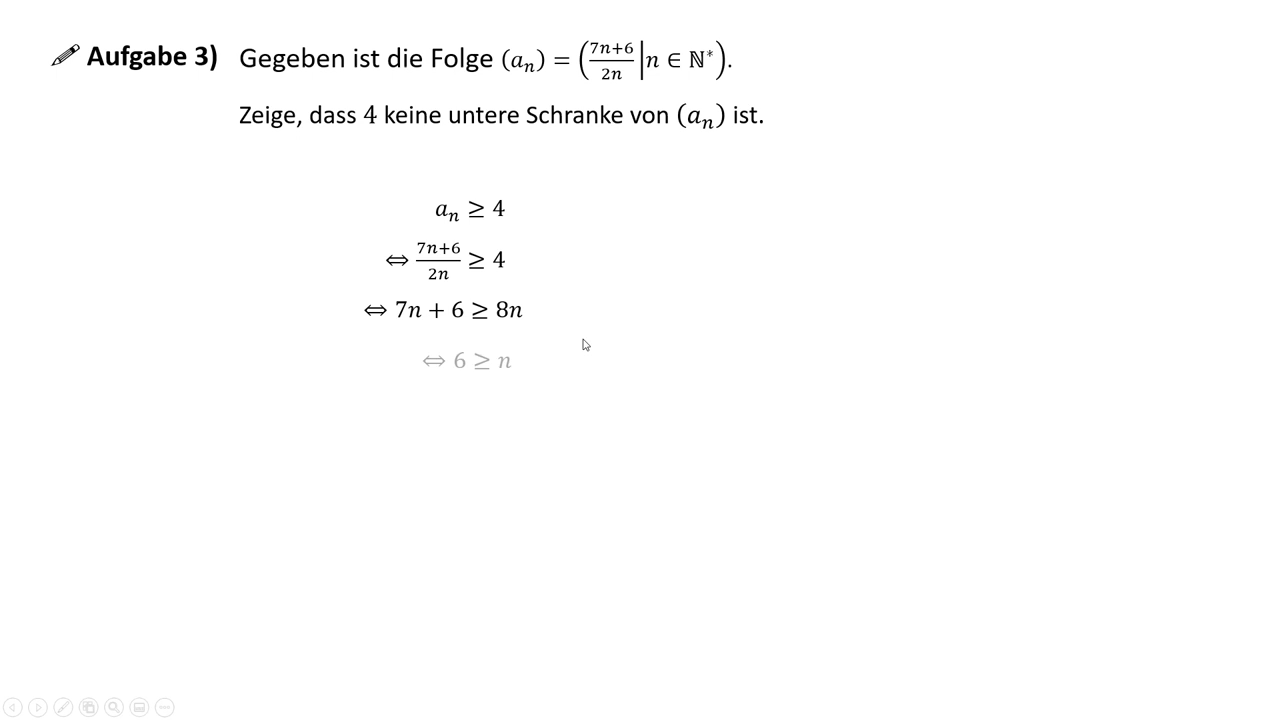 Aufgabe 3) Gegeben ist die Folge (aₙ) = ((7n+6)/(2n) | n ∈ ℕ*).
Zeige, dass 4 keine untere Schranke von (aₙ) ist.
aₙ ≥ 4
⇔ (7n+6)/(2n) ≥ 4
⇔ 7n + 6 ≥ 8n
⇔ 6 ≥ n